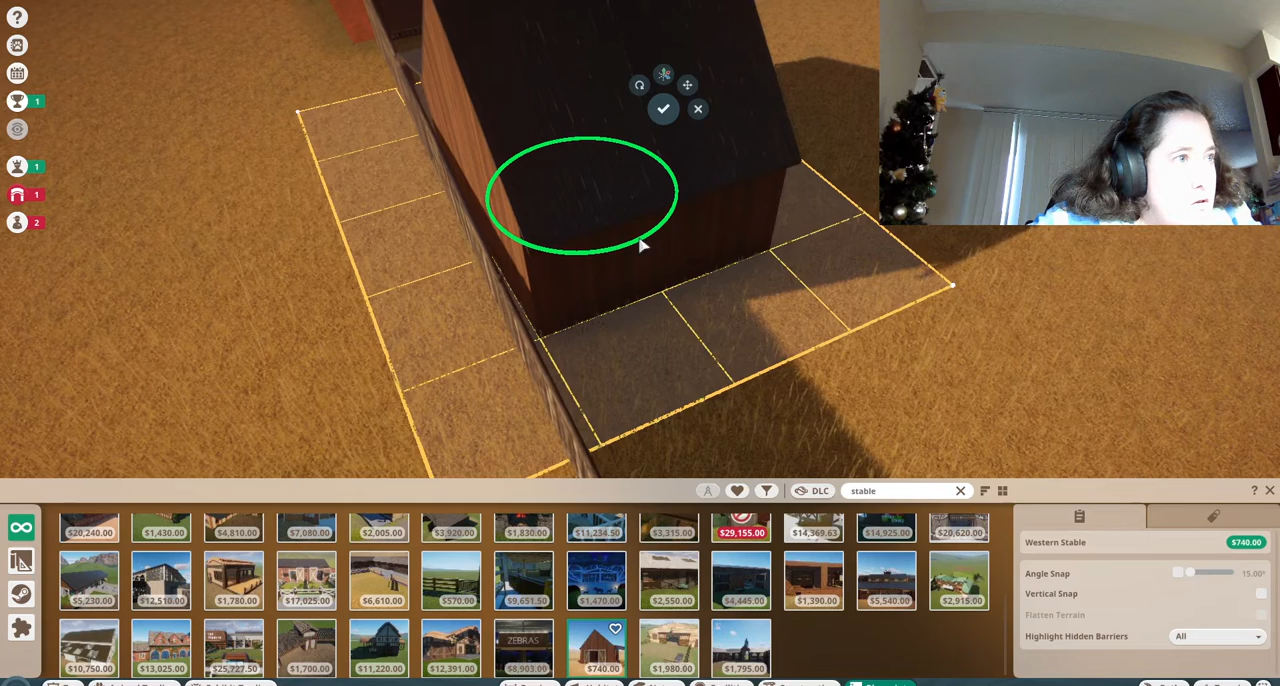 ?
1
1
1
2
DLC stable ? ×
$20,240.00 $1,430.00 $4,810.00 $7,080.00 $2,005.00 $3,920.00 $1,830.00 $11,234.50 $3,315.00 $29,155.00 $14,369.63 $14,925.00 $20,620.00
$5,230.00 $12,510.00 $1,780.00 $17,025.00 $6,610.00 $570.00 $9,651.50 $1,470.00 $2,550.00 $4,445.00 $1,390.00 $5,540.00 $2,915.00
ZEBRAS
$10,750.00 $13,025.00 $25,727.50 $1,700.00 $11,220.00 $12,391.00 $8,903.00 $740.00 $1,980.00 $1,795.00
Western Stable $740.00
Angle Snap 15.00°
Vertical Snap
Flatten Terrain
Highlight Hidden Barriers All